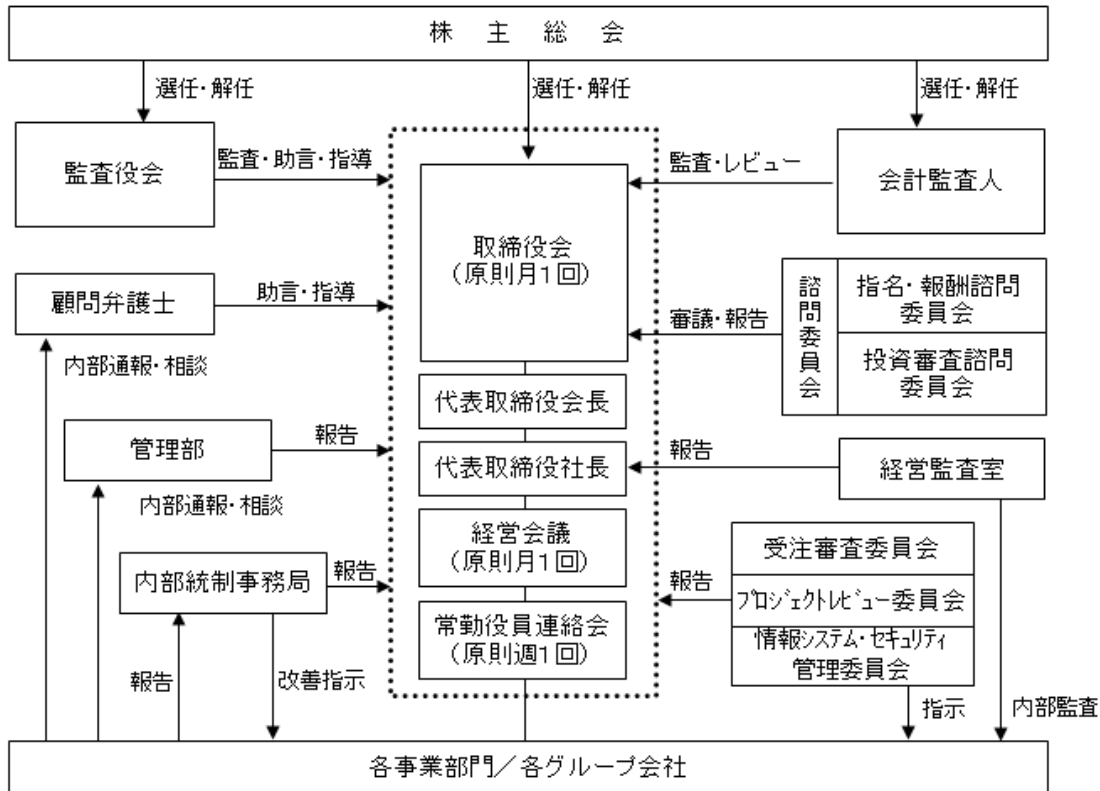 株主総会
選任・解任
選任・解任
選任・解任
監査役会
監査・助言・指導
監査・レビュー
会計監査人
取締役会
(原則月1回)
顧問弁護士
助言・指導
諮問委員会
指名・報酬諮問
委員会
審議・報告
投資審査諮問
委員会
内部通報・相談
代表取締役会長
管理部
報告
代表取締役社長
報告
経営監査室
内部通報・相談
経営会議
(原則月1回)
受注審査委員会
内部統制事務局
報告
報告
プロジェクトレビュー委員会
常勤役員連絡会
(原則週1回)
情報システム・セキュリティ
管理委員会
報告
改善指示
指示
内部監査
各事業部門/各グループ会社